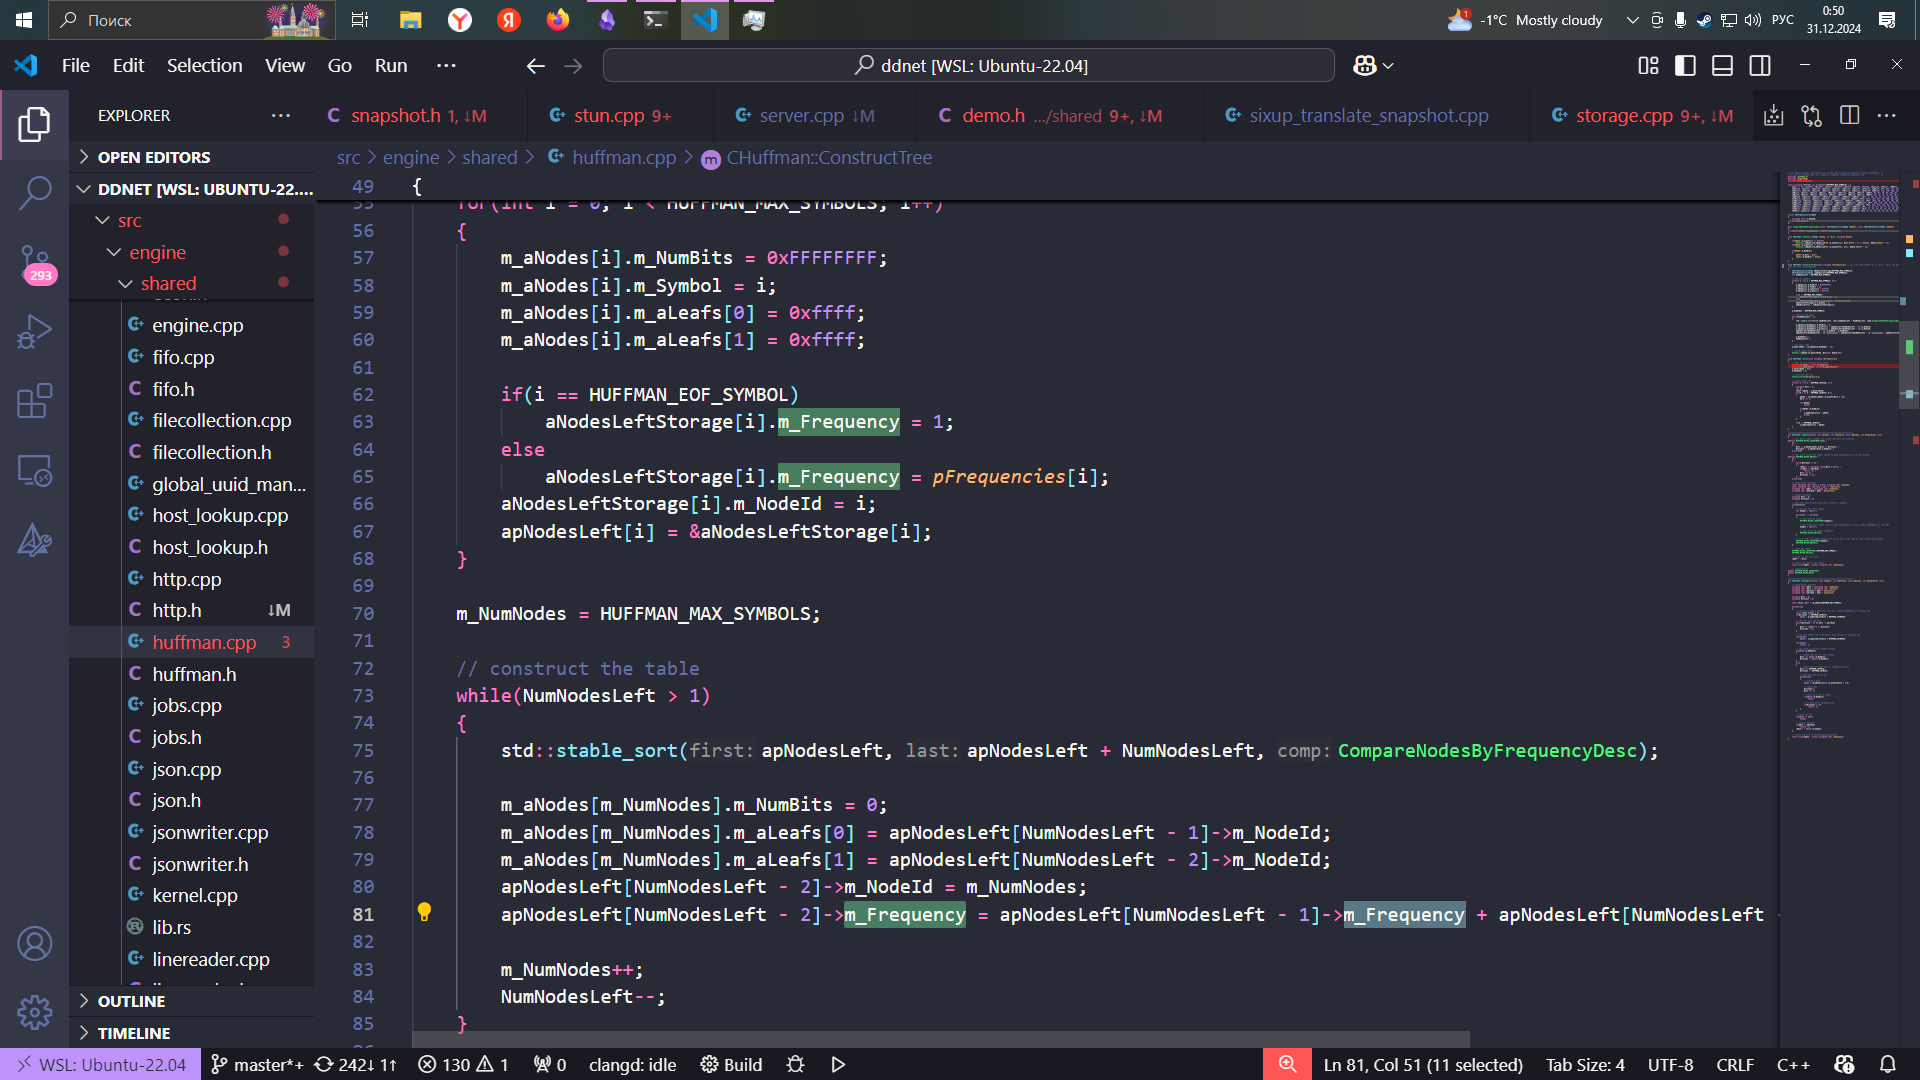 Поиск
-1°C Mostly cloudy
РУС
0:50
31.12.2024
File Edit Selection View Go Run ···
ddnet [WSL: Ubuntu-22.04]
EXPLORER ···
snapshot.h 1, ↓M
stun.cpp 9+
server.cpp ↓M
demo.h .../shared 9+, ↓M
sixup_translate_snapshot.cpp
storage.cpp 9+, ↓M
OPEN EDITORS
DDNET [WSL: UBUNTU-22....
src
engine
shared
engine.cpp
fifo.cpp
fifo.h
filecollection.cpp
filecollection.h
global_uuid_man...
host_lookup.cpp
host_lookup.h
http.cpp
http.h ↓M
huffman.cpp 3
huffman.h
jobs.cpp
jobs.h
json.cpp
json.h
jsonwriter.cpp
jsonwriter.h
kernel.cpp
lib.rs
linereader.cpp
OUTLINE
TIMELINE
293
src > engine > shared > huffman.cpp > CHuffman::ConstructTree
49 {
55 for(int i = 0; i < HUFFMAN_MAX_SYMBOLS; i++)
56 {
57 m_aNodes[i].m_NumBits = 0xFFFFFFFF;
58 m_aNodes[i].m_Symbol = i;
59 m_aNodes[i].m_aLeafs[0] = 0xffff;
60 m_aNodes[i].m_aLeafs[1] = 0xffff;
61
62 if(i == HUFFMAN_EOF_SYMBOL)
63 aNodesLeftStorage[i].m_Frequency = 1;
64 else
65 aNodesLeftStorage[i].m_Frequency = pFrequencies[i];
66 aNodesLeftStorage[i].m_NodeId = i;
67 apNodesLeft[i] = &aNodesLeftStorage[i];
68 }
69
70 m_NumNodes = HUFFMAN_MAX_SYMBOLS;
71
72 // construct the table
73 while(NumNodesLeft > 1)
74 {
75 std::stable_sort(first: apNodesLeft, last: apNodesLeft + NumNodesLeft, comp: CompareNodesByFrequencyDesc);
76
77 m_aNodes[m_NumNodes].m_NumBits = 0;
78 m_aNodes[m_NumNodes].m_aLeafs[0] = apNodesLeft[NumNodesLeft - 1]->m_NodeId;
79 m_aNodes[m_NumNodes].m_aLeafs[1] = apNodesLeft[NumNodesLeft - 2]->m_NodeId;
80 apNodesLeft[NumNodesLeft - 2]->m_NodeId = m_NumNodes;
81 apNodesLeft[NumNodesLeft - 2]->m_Frequency = apNodesLeft[NumNodesLeft - 1]->m_Frequency + apNodesLeft[NumNodesLeft -
82
83 m_NumNodes++;
84 NumNodesLeft--;
85 }
WSL: Ubuntu-22.04 master*+ 242↓ 1↑ 130 1 0 clangd: idle Build Ln 81, Col 51 (11 selected) Tab Size: 4 UTF-8 CRLF C++